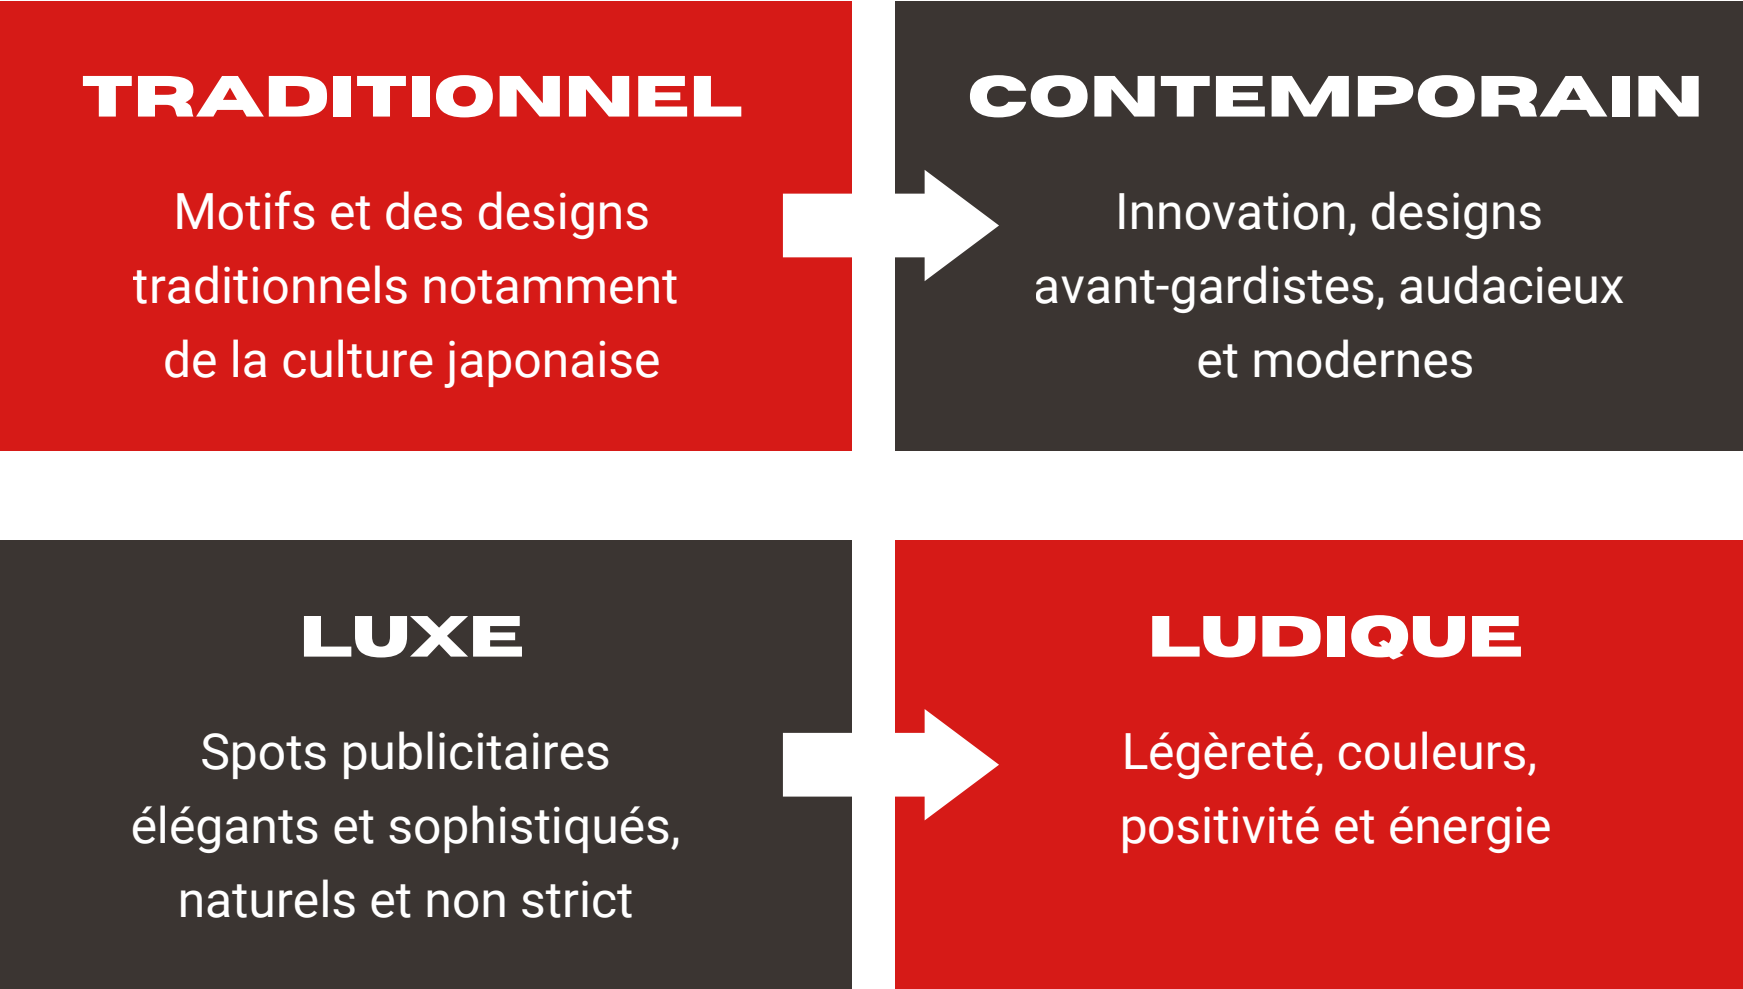 TRADITIONNEL
Motifs et des designs
traditionnels notamment
de la culture japonaise
CONTEMPORAIN
Innovation, designs
avant-gardistes, audacieux
et modernes
LUXE
Spots publicitaires
élégants et sophistiqués,
naturels et non strict
LUDIQUE
Légèreté, couleurs,
positivité et énergie